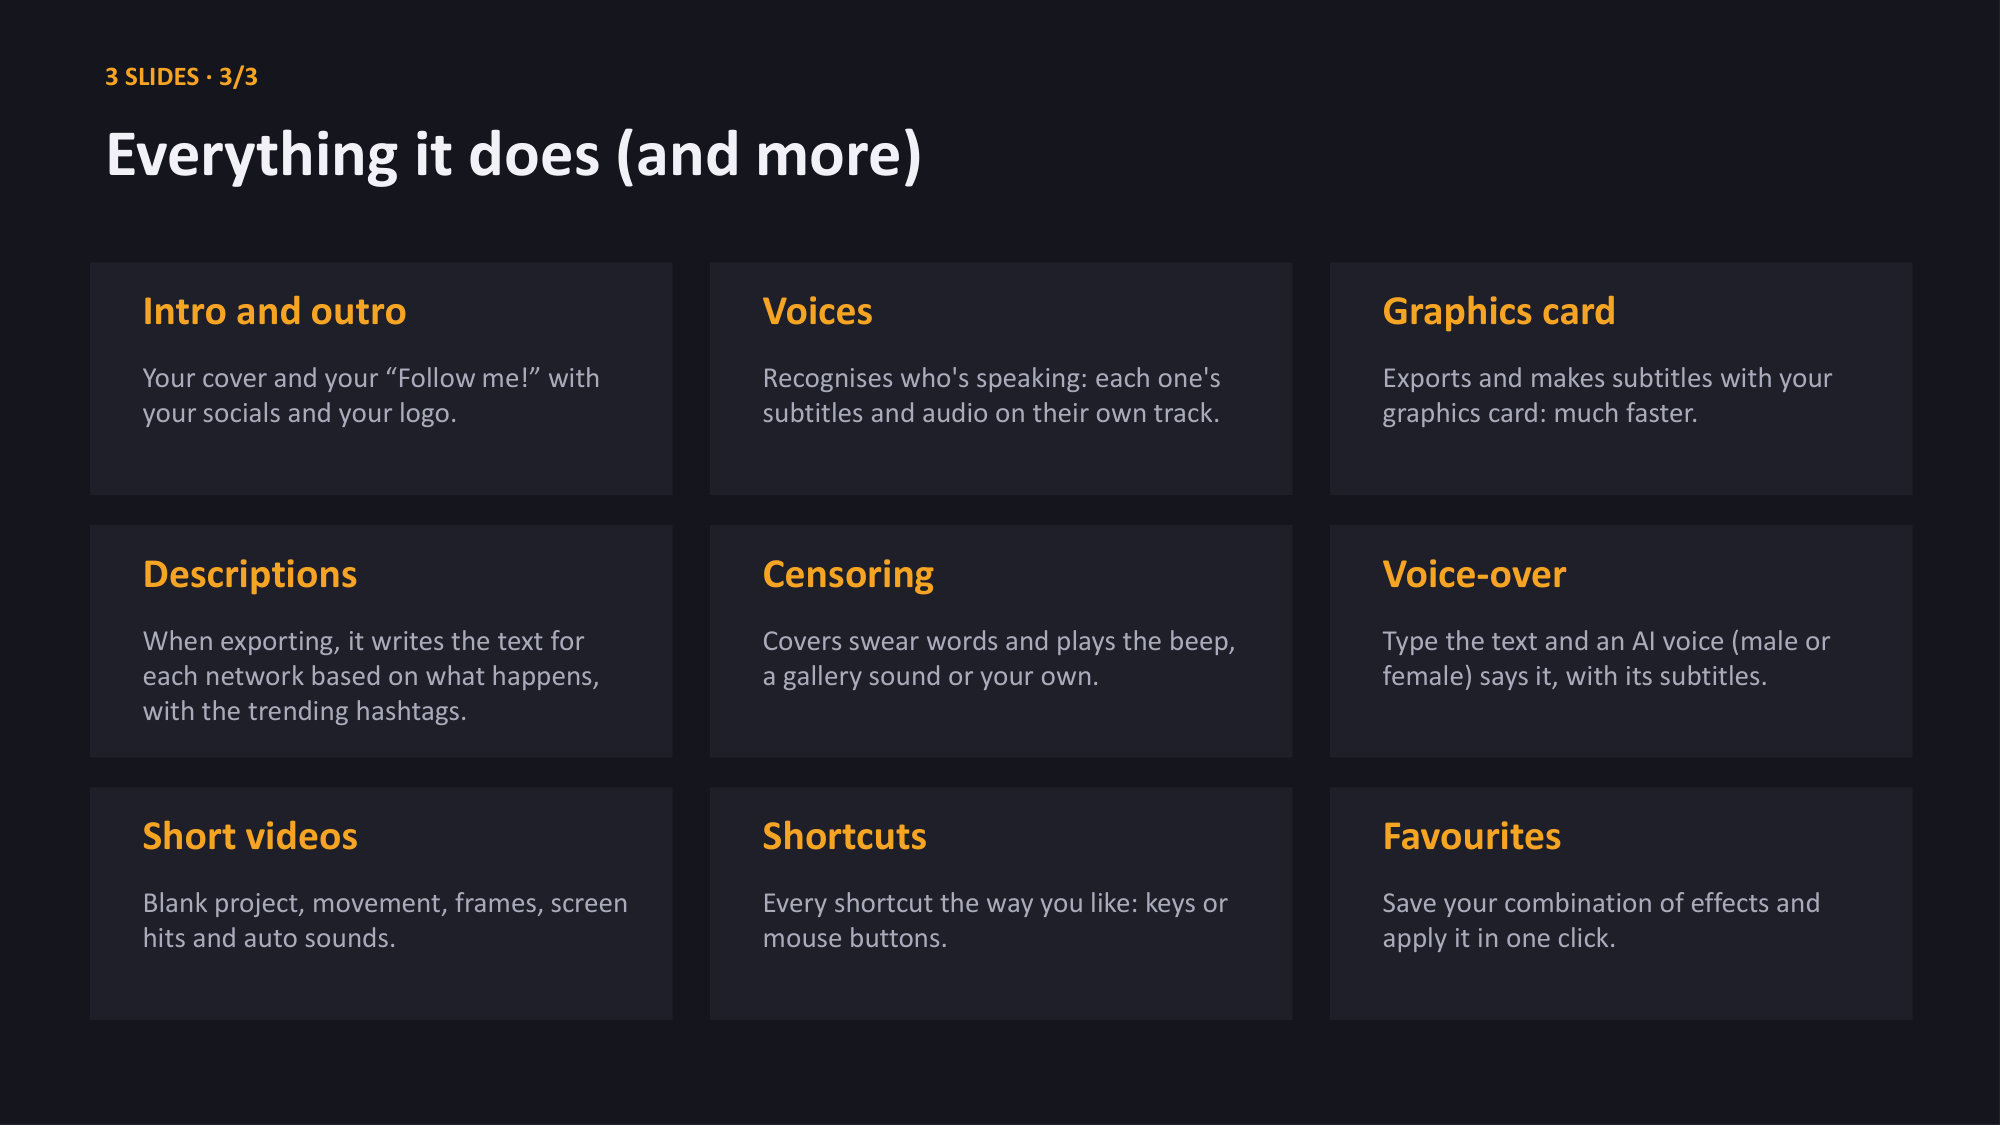 3 SLIDES · 3/3
Everything it does (and more)
Intro and outro
Your cover and your “Follow me!” with
your socials and your logo.
Voices
Recognises who's speaking: each one's
subtitles and audio on their own track.
Graphics card
Exports and makes subtitles with your
graphics card: much faster.
Descriptions
When exporting, it writes the text for
each network based on what happens,
with the trending hashtags.
Censoring
Covers swear words and plays the beep,
a gallery sound or your own.
Voice-over
Type the text and an AI voice (male or
female) says it, with its subtitles.
Short videos
Blank project, movement, frames, screen
hits and auto sounds.
Shortcuts
Every shortcut the way you like: keys or
mouse buttons.
Favourites
Save your combination of effects and
apply it in one click.